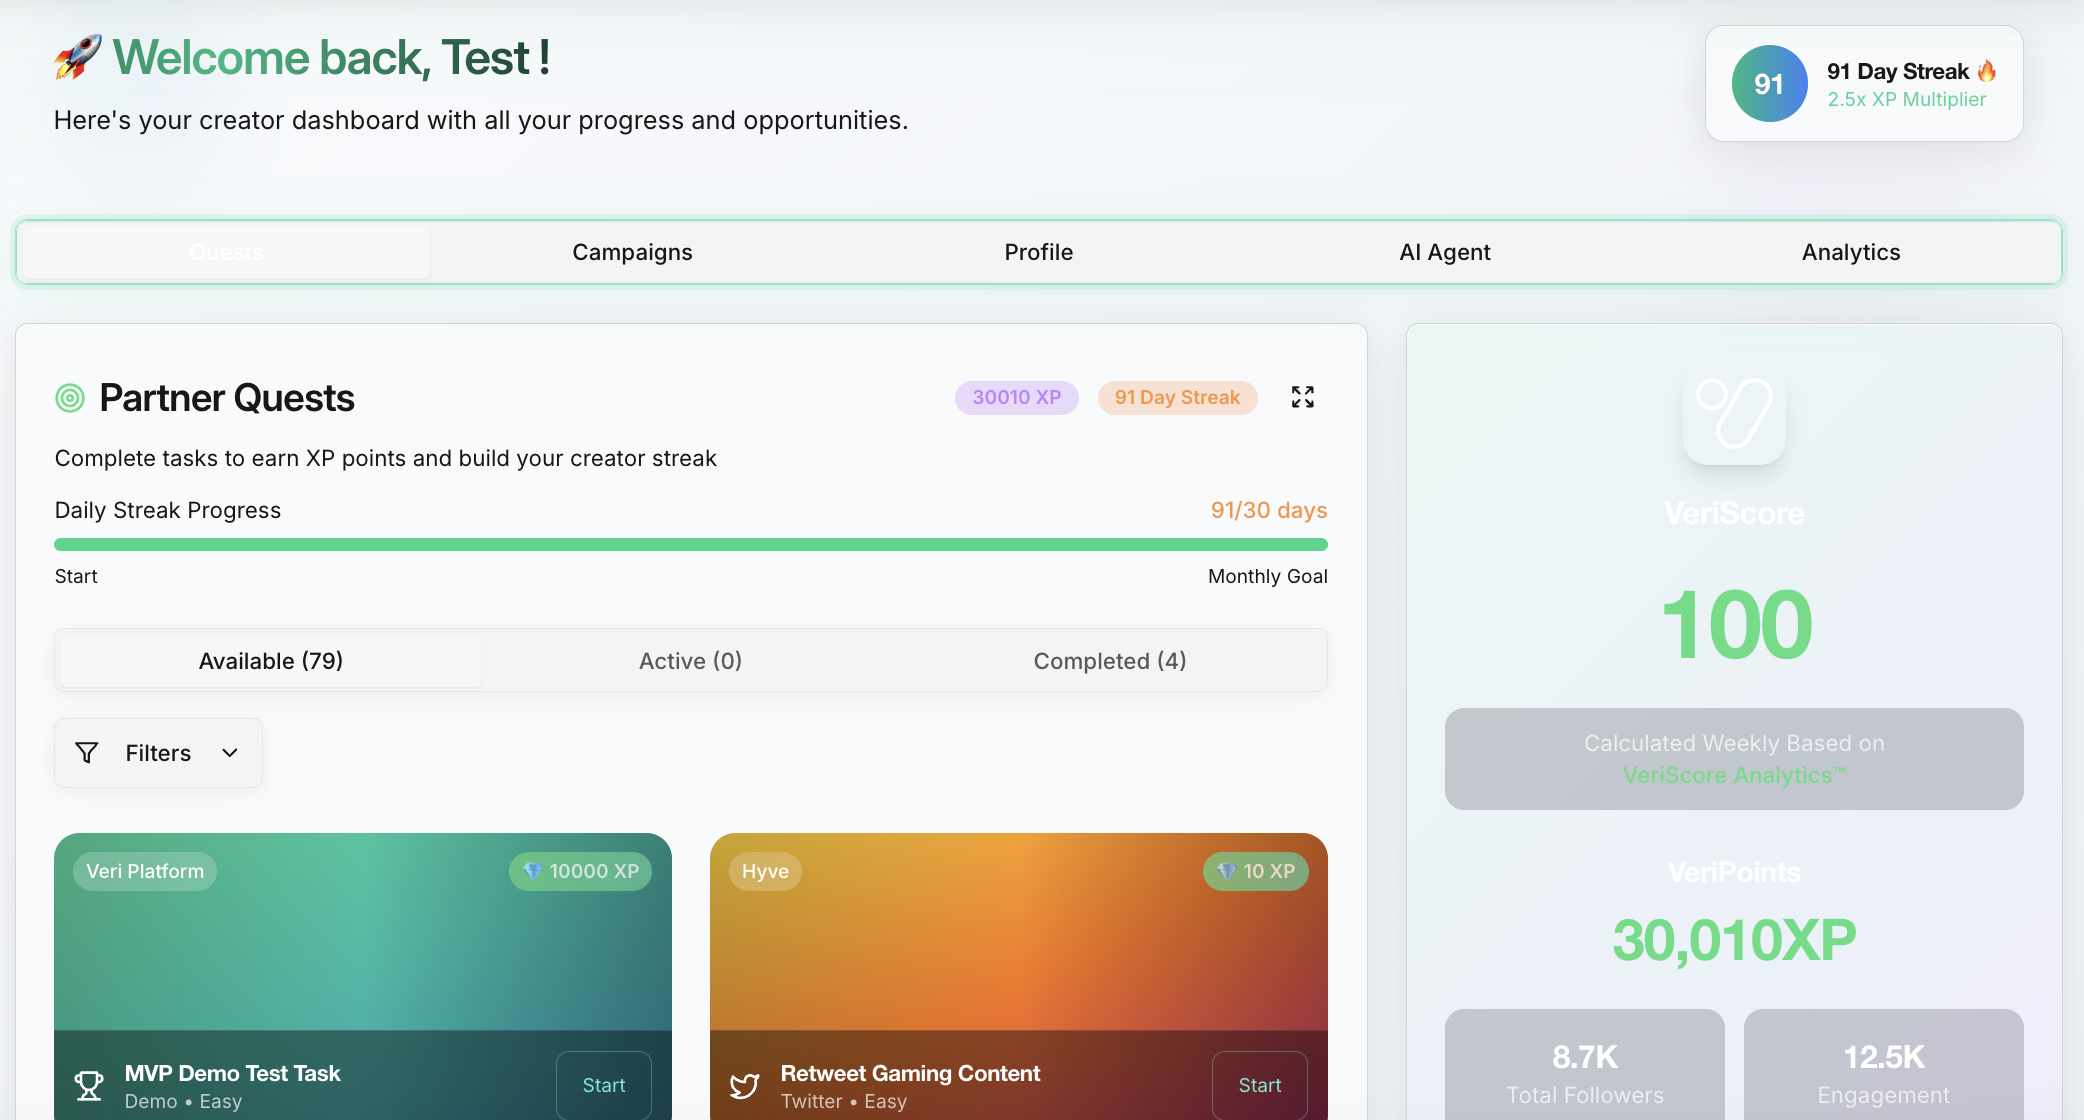 🚀 Welcome back, Test !
Here's your creator dashboard with all your progress and opportunities.
91
91 Day Streak 🔥
2.5x XP Multiplier
Quests
Campaigns
Profile
AI Agent
Analytics
Partner Quests
30010 XP
91 Day Streak
Complete tasks to earn XP points and build your creator streak
Daily Streak Progress
91/30 days
Start
Monthly Goal
Available (79)
Active (0)
Completed (4)
Filters
Veri Platform
💎 10000 XP
MVP Demo Test Task
Demo • Easy
Start
Hyve
💎 10 XP
Retweet Gaming Content
Twitter • Easy
Start
VeriScore
100
Calculated Weekly Based on
VeriScore Analytics™
VeriPoints
30,010XP
8.7K
Total Followers
12.5K
Engagement